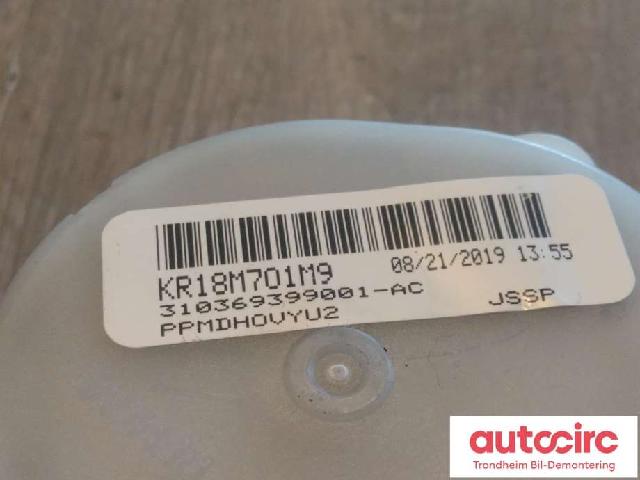 KR18M701M9 08/21/2019 13:55
310369399001-AC JSSP
PPMDHOVYU2
autocirc
Trondheim Bil-Demontering